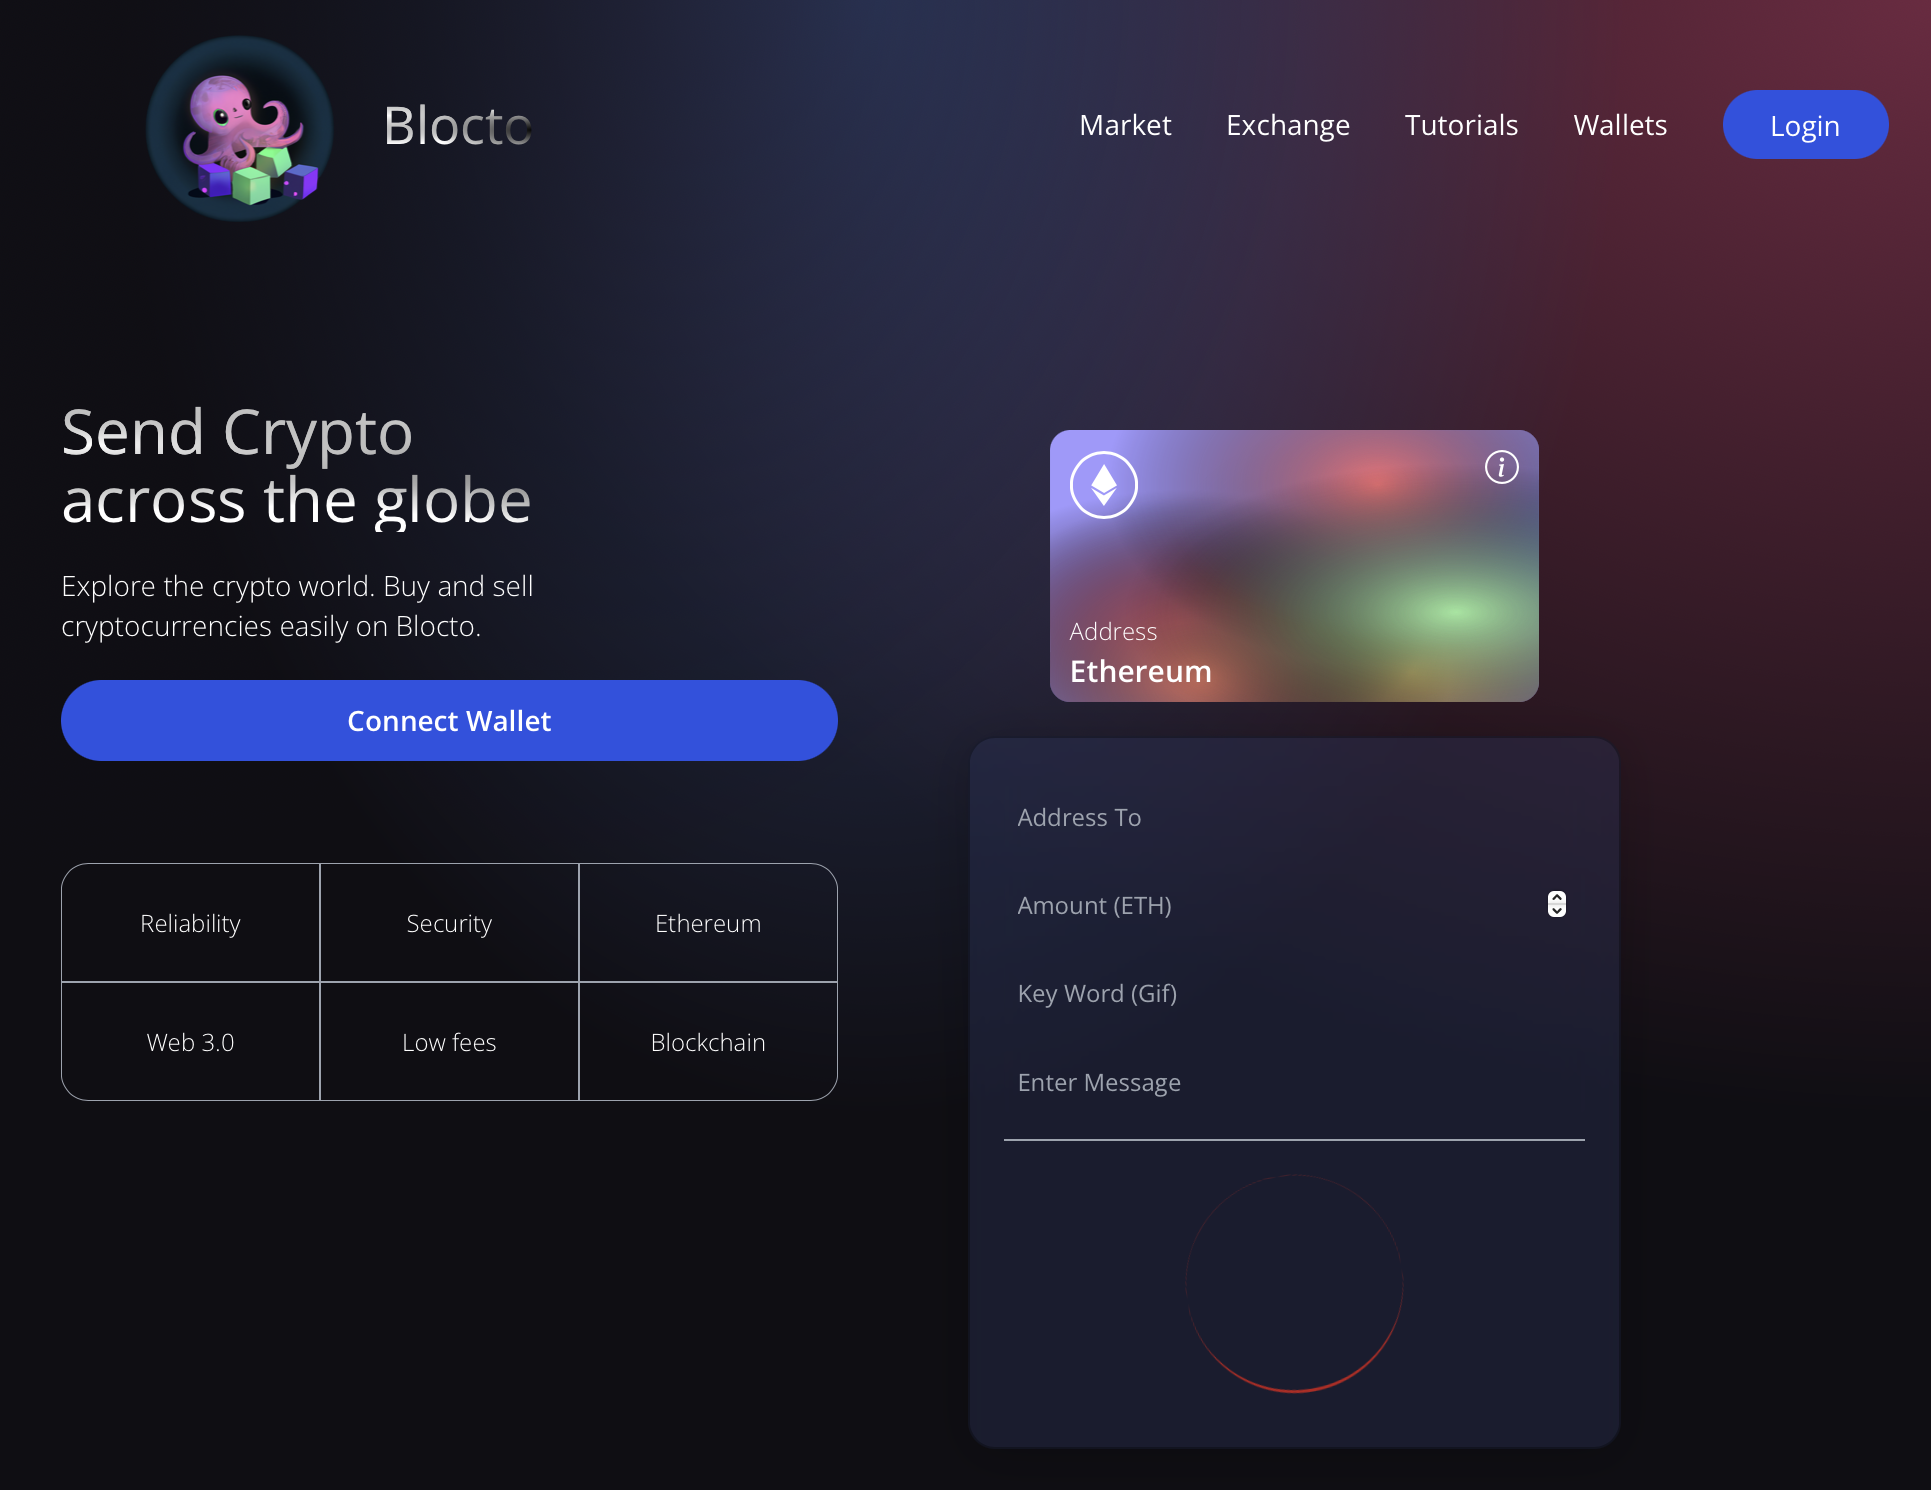 Blocto
Market
Exchange
Tutorials
Wallets
Login
Send Crypto
across the globe
Explore the crypto world. Buy and sell
cryptocurrencies easily on Blocto.
Connect Wallet
Reliability
Security
Ethereum
Web 3.0
Low fees
Blockchain
i
Address
Ethereum
Address To
Amount (ETH)
Key Word (Gif)
Enter Message